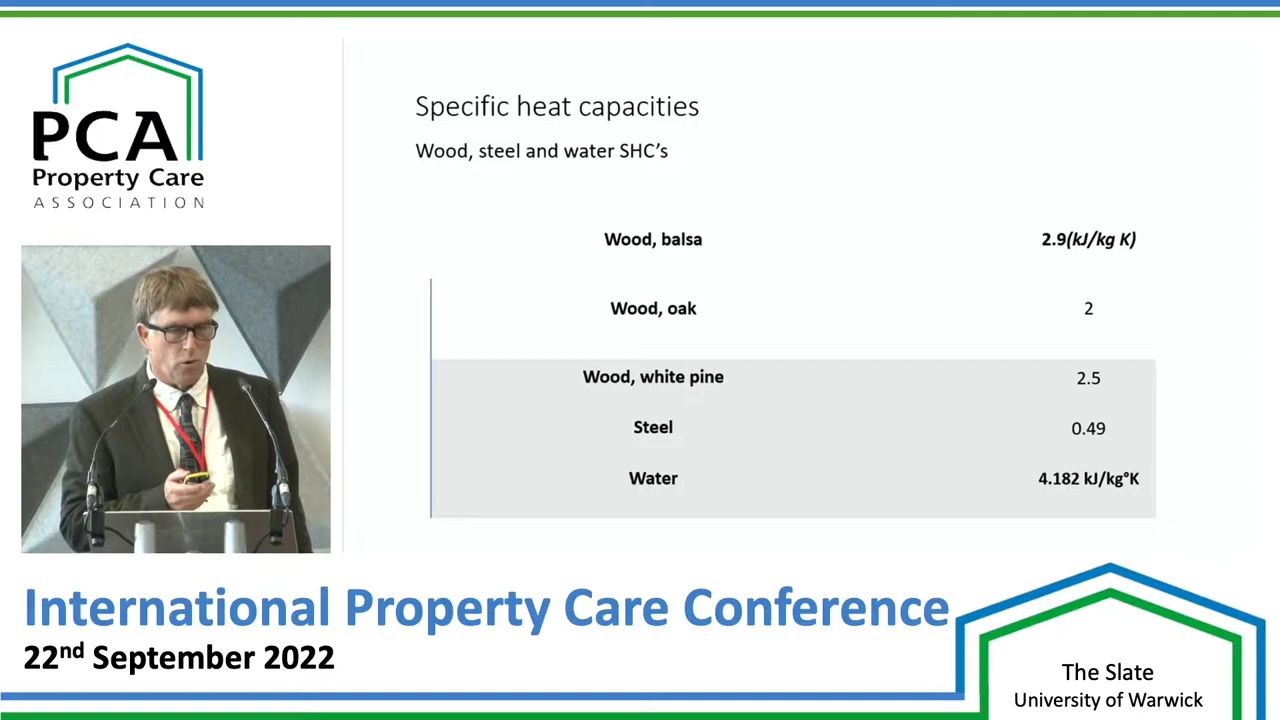 PCA
Property Care
ASSOCIATION
Specific heat capacities
Wood, steel and water SHC's
Wood, balsa 2.9(kJ/kg K)
Wood, oak 2
Wood, white pine 2.5
Steel 0.49
Water 4.182 kJ/kg°K
International Property Care Conference
22nd September 2022
The Slate
University of Warwick